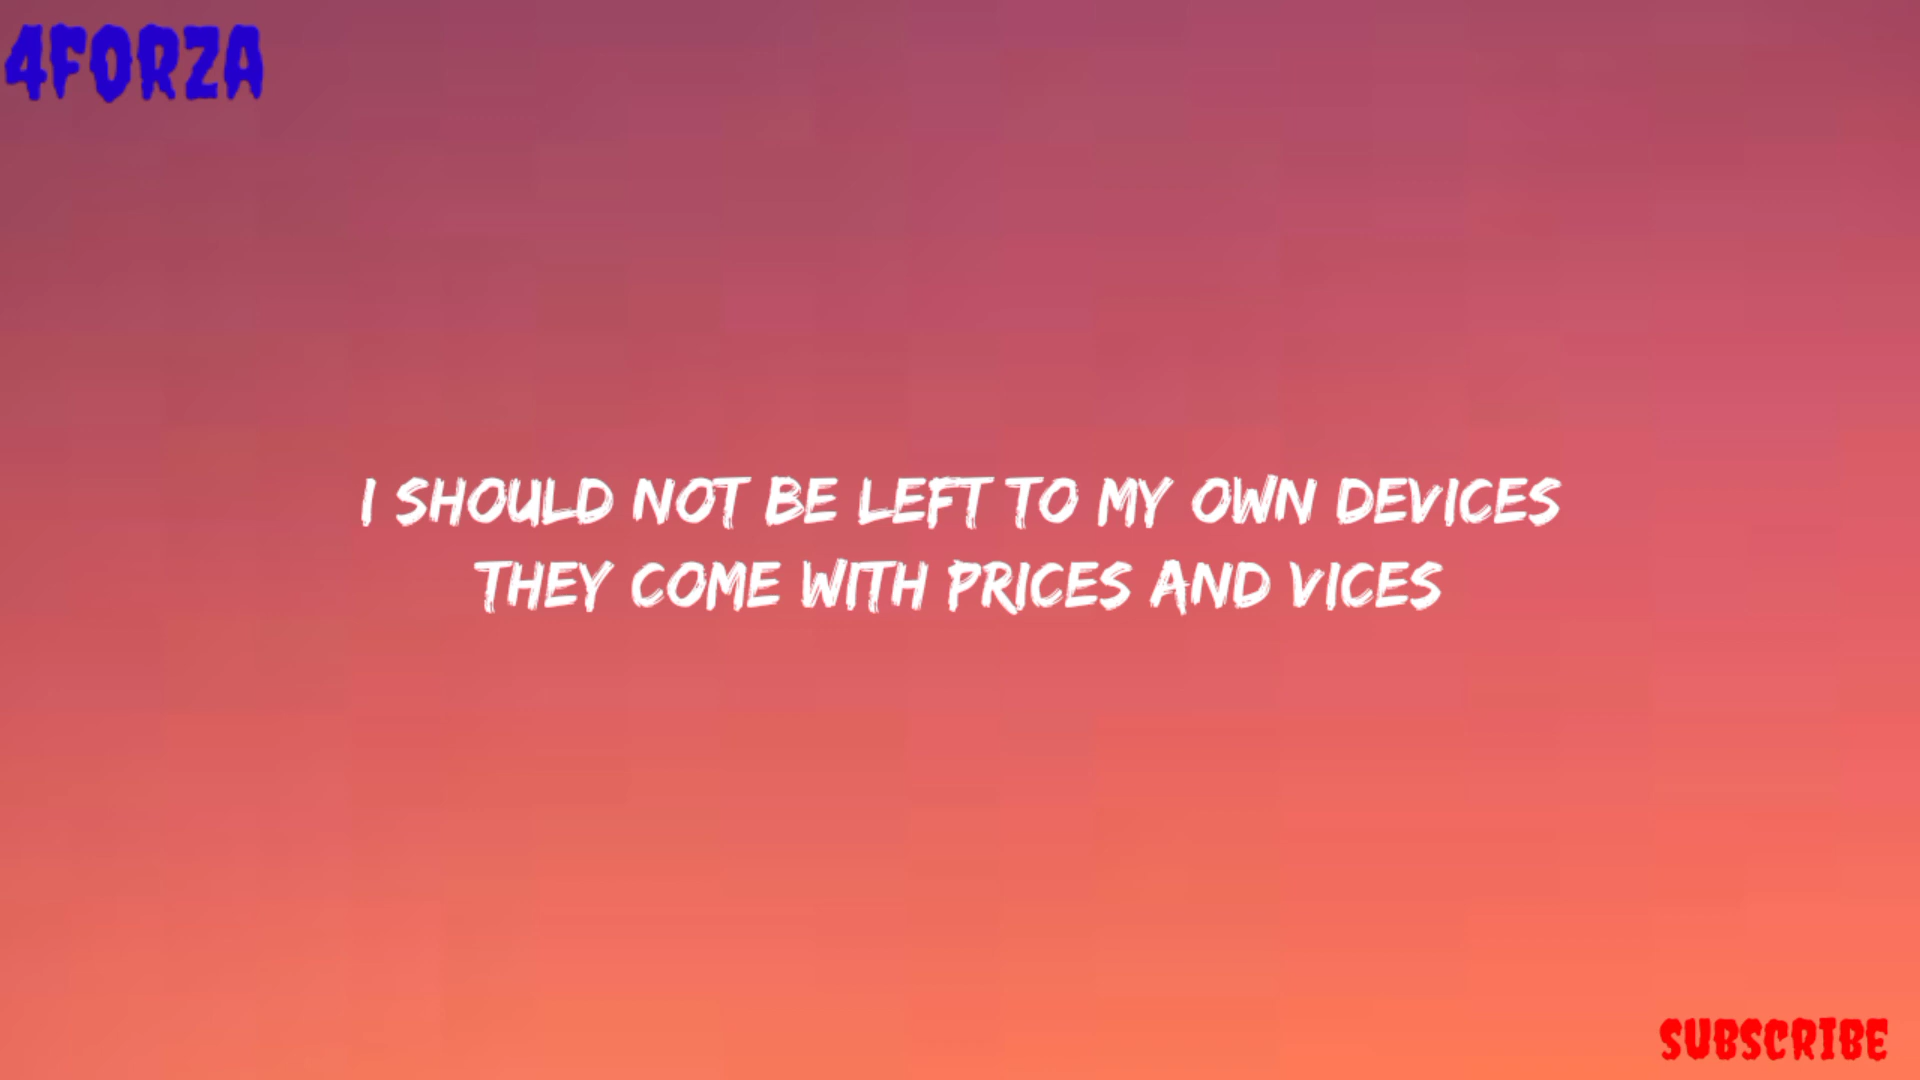 4FORZA
I SHOULD NOT BE LEFT TO MY OWN DEVICES
THEY COME WITH PRICES AND VICES
SUBSCRIBE